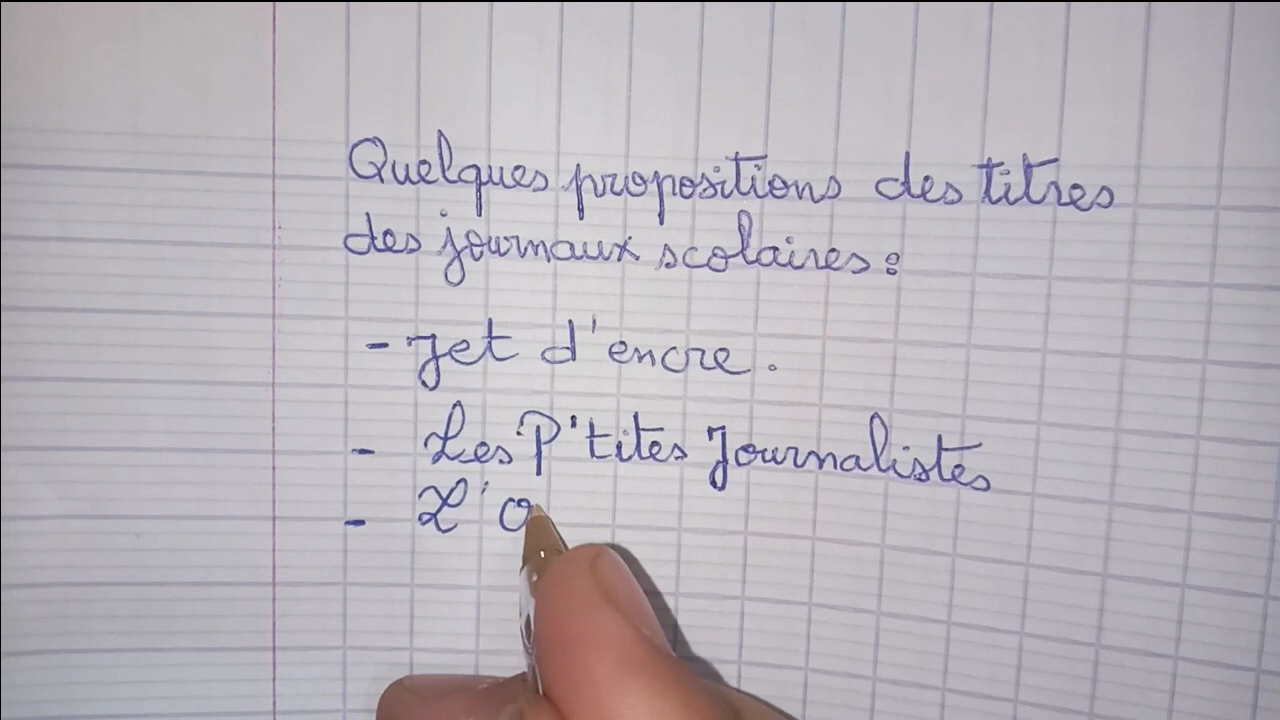 Quelques propositions des titres
des journaux scolaires :
- Jet d'encre.
- Les P'tites Journalistes
- L'o